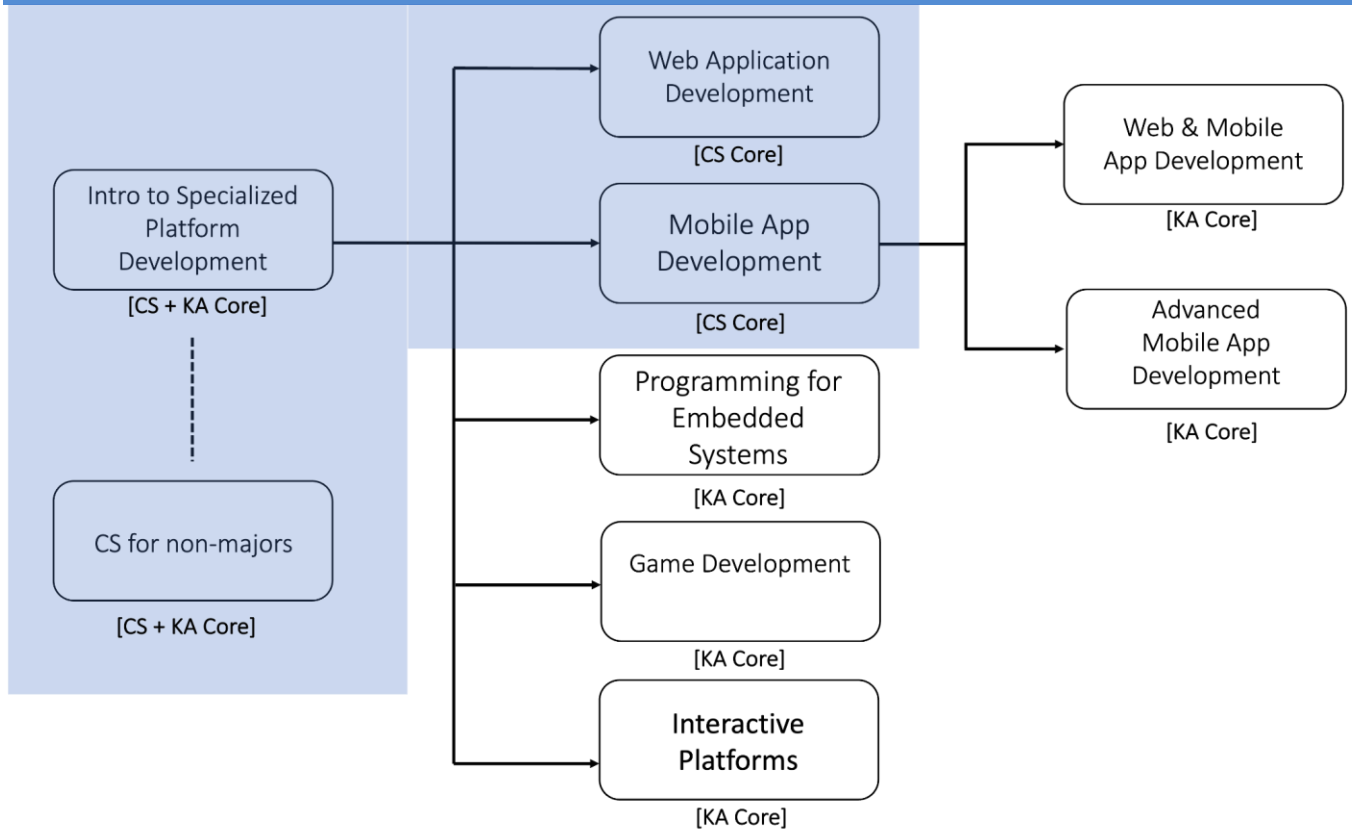 Intro to Specialized
Platform
Development
[CS + KA Core]
CS for non-majors
[CS + KA Core]
Web Application
Development
[CS Core]
Mobile App
Development
[CS Core]
Programming for
Embedded
Systems
[KA Core]
Game Development
[KA Core]
Interactive
Platforms
[KA Core]
Web & Mobile
App Development
[KA Core]
Advanced
Mobile App
Development
[KA Core]